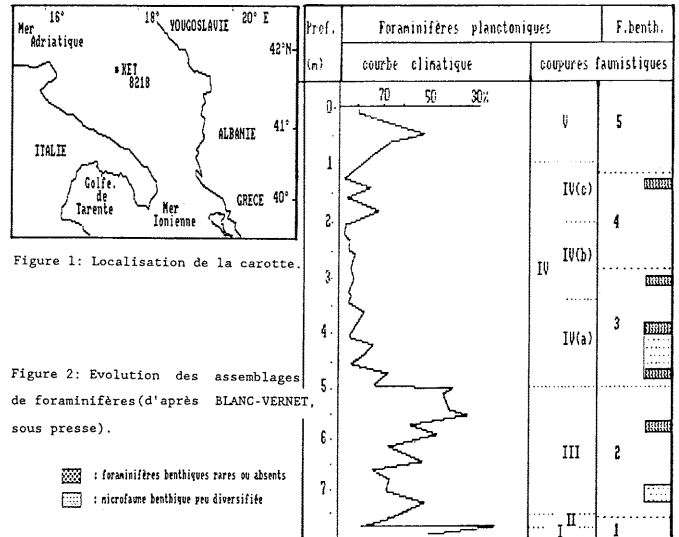 16° 18° 20° E
Mer
Adriatique
YOUGOSLAVIE
42°N
KET
8218
41°
ITALIE
ALBANIE
Golfe.
de
Tarente
Mer
Ionienne
GRECE
40°
Figure 1: Localisation de la carotte.
Figure 2: Evolution des assemblages
de foraminifères(d'après BLANC-VERNET,
sous presse).
: foraminifères benthiques rares ou absents
: microfaune benthique peu diversifiée
Prof. Foraminifères planctoniques F.benth.
(m) courbe climatique coupures faunistiques
70 50 30%
0
V 5
1
IV(c)
4
2
IV(b)
IV
3
3
IV(a)
4
5
6
III 2
7
II
I 1